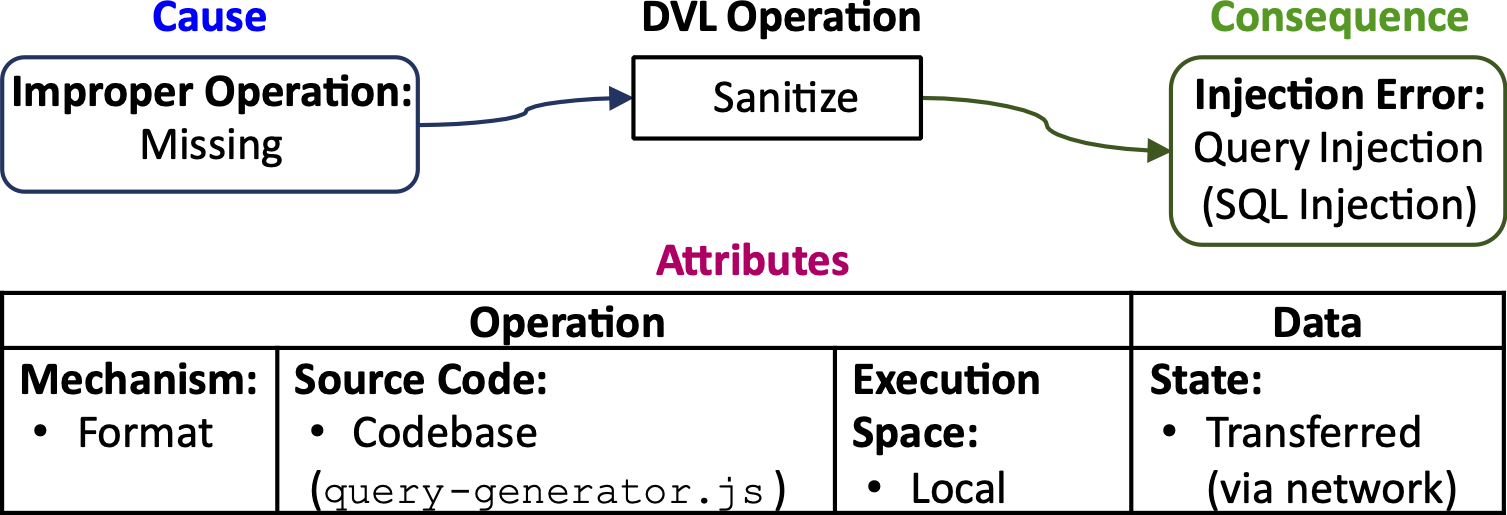 Cause
DVL Operation
Consequence
Improper Operation:
Missing
Sanitize
Injection Error:
Query Injection
(SQL Injection)
Attributes
Operation
Data
Mechanism:
• Format
Source Code:
• Codebase
(query-generator.js)
Execution
Space:
• Local
State:
• Transferred
(via network)